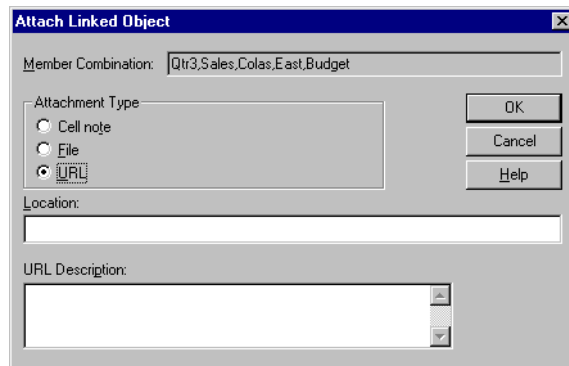 Attach Linked Object
Member Combination: Qtr3,Sales,Colas,East,Budget
Attachment Type
Cell note
File
URL
OK
Cancel
Help
Location:
URL Description: